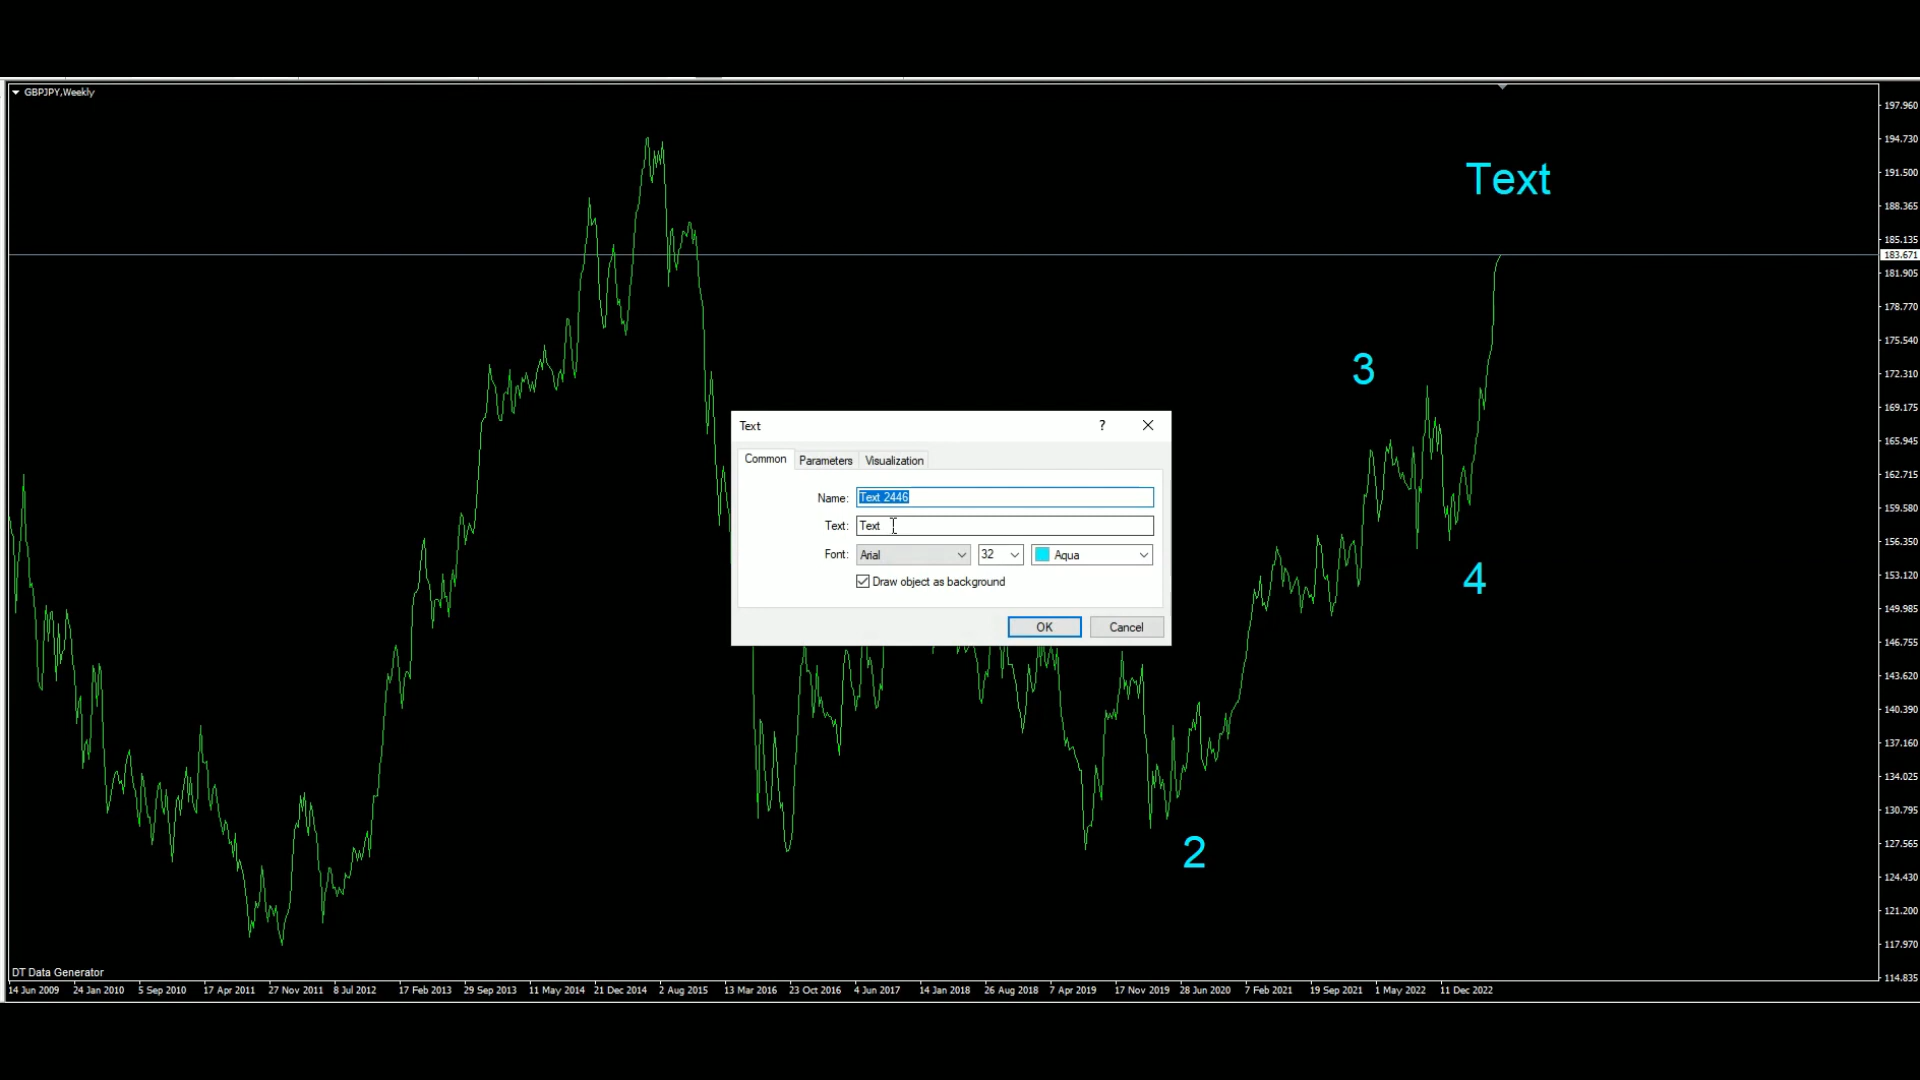 GBPJPY,Weekly
197.960
194.730
Text
191.500
188.365
185.135
183.671
181.905
178.770
175.540
3
172.310
169.175
Text
? 
165.945
Common Parameters Visualization
162.715
Name: Text 2446
159.580
Text: Text
156.350
Font: Arial 32 Aqua
153.120
4
Draw object as background
149.985
OK Cancel
146.755
143.620
140.390
137.160
134.025
130.795
2
127.565
124.430
121.200
117.970
DT Data Generator
114.835
14 Jun 2009 24 Jan 2010 5 Sep 2010 17 Apr 2011 27 Nov 2011 8 Jul 2012 17 Feb 2013 29 Sep 2013 11 May 2014 21 Dec 2014 2 Aug 2015 13 Mar 2016 23 Oct 2016 4 Jun 2017 14 Jan 2018 26 Aug 2018 7 Apr 2019 17 Nov 2019 28 Jun 2020 7 Feb 2021 19 Sep 2021 1 May 2022 11 Dec 2022